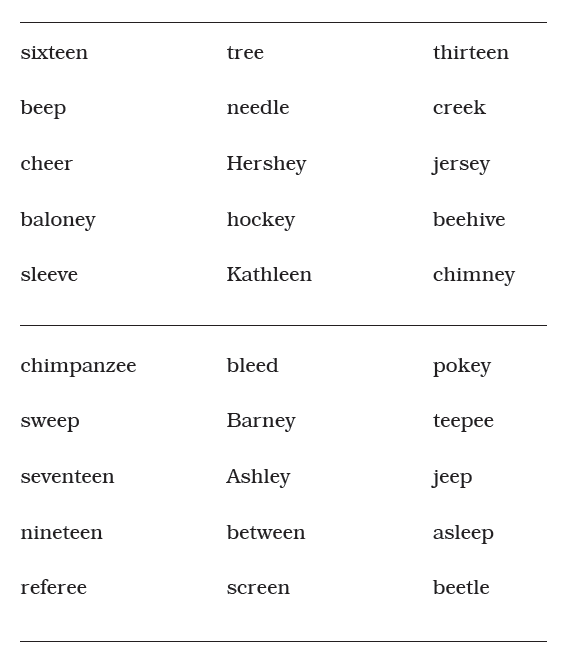 sixteen tree thirteen
beep needle creek
cheer Hershey jersey
baloney hockey beehive
sleeve Kathleen chimney
chimpanzee bleed pokey
sweep Barney teepee
seventeen Ashley jeep
nineteen between asleep
referee screen beetle